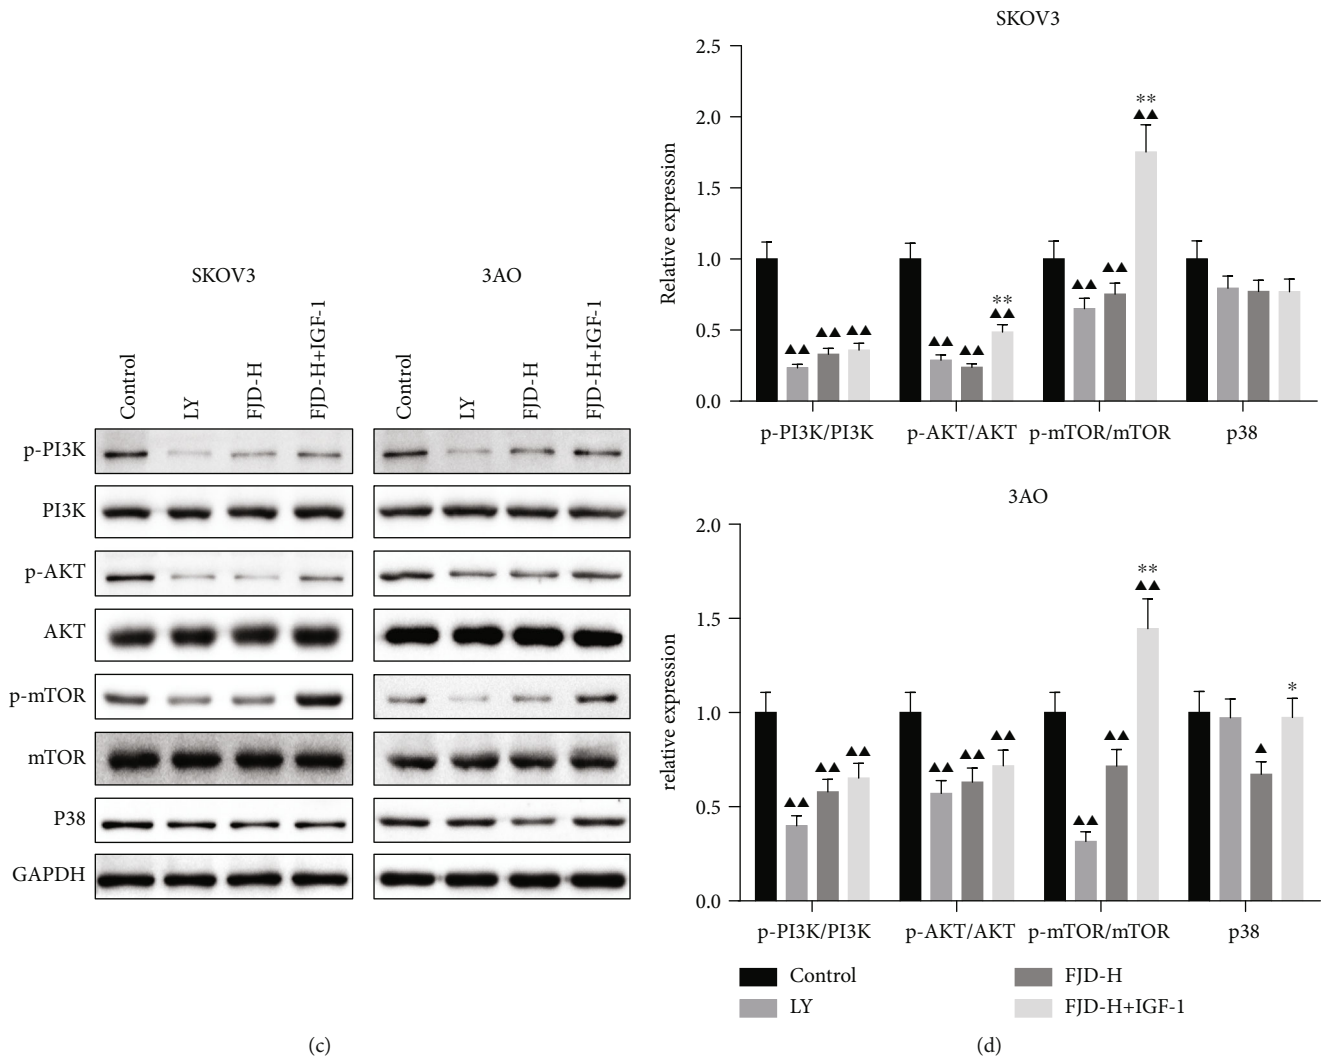 SKOV3
3AO
Control
LY
FJD-H
FJD-H+IGF-1
Control
LY
FJD-H
FJD-H+IGF-1
p-PI3K
PI3K
p-AKT
AKT
p-mTOR
mTOR
P38
GAPDH
(c)
SKOV3
Relative expression
2.5
2.0
1.5
1.0
0.5
0.0
▲▲
▲▲
▲▲
▲▲
▲▲
**
▲▲
▲▲
▲▲
**
▲▲
p-PI3K/PI3K
p-AKT/AKT
p-mTOR/mTOR
p38
3AO
relative expression
2.0
1.5
1.0
0.5
0.0
▲▲
▲▲
▲▲
▲▲
▲▲
▲▲
▲▲
▲▲
**
▲▲
▲
*
p-PI3K/PI3K
p-AKT/AKT
p-mTOR/mTOR
p38
Control
LY
FJD-H
FJD-H+IGF-1
(d)